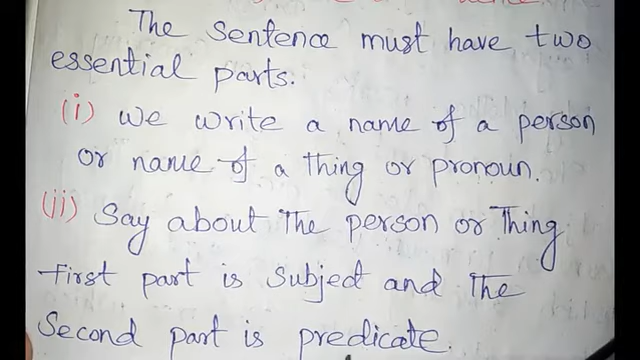 The Sentence must have two
essential parts.
(i) We write a name of a person
or name of a thing or pronoun.
(ii) Say about the person or thing
first part is subject and the
Second part is predicate.